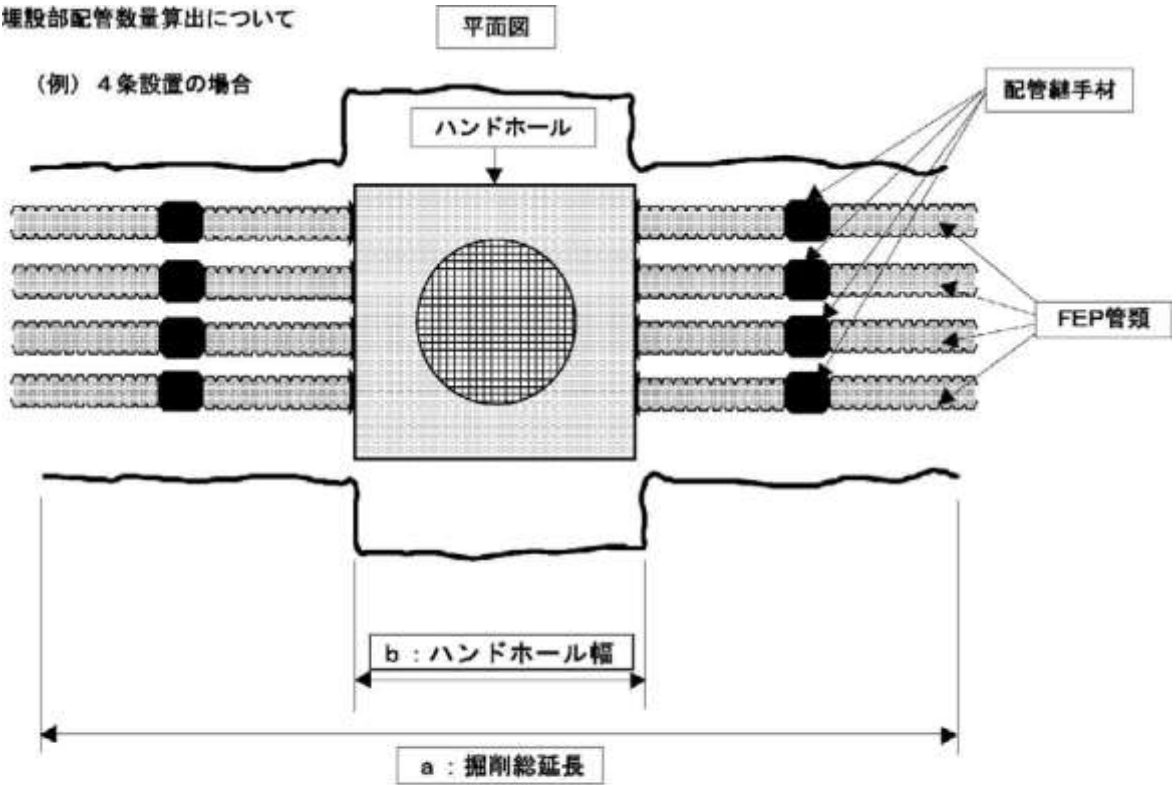 埋設部配管数量算出について
平面図
(例) 4条設置の場合
配管継手材
ハンドホール
FEP管類
b:ハンドホール幅
a:掘削総延長